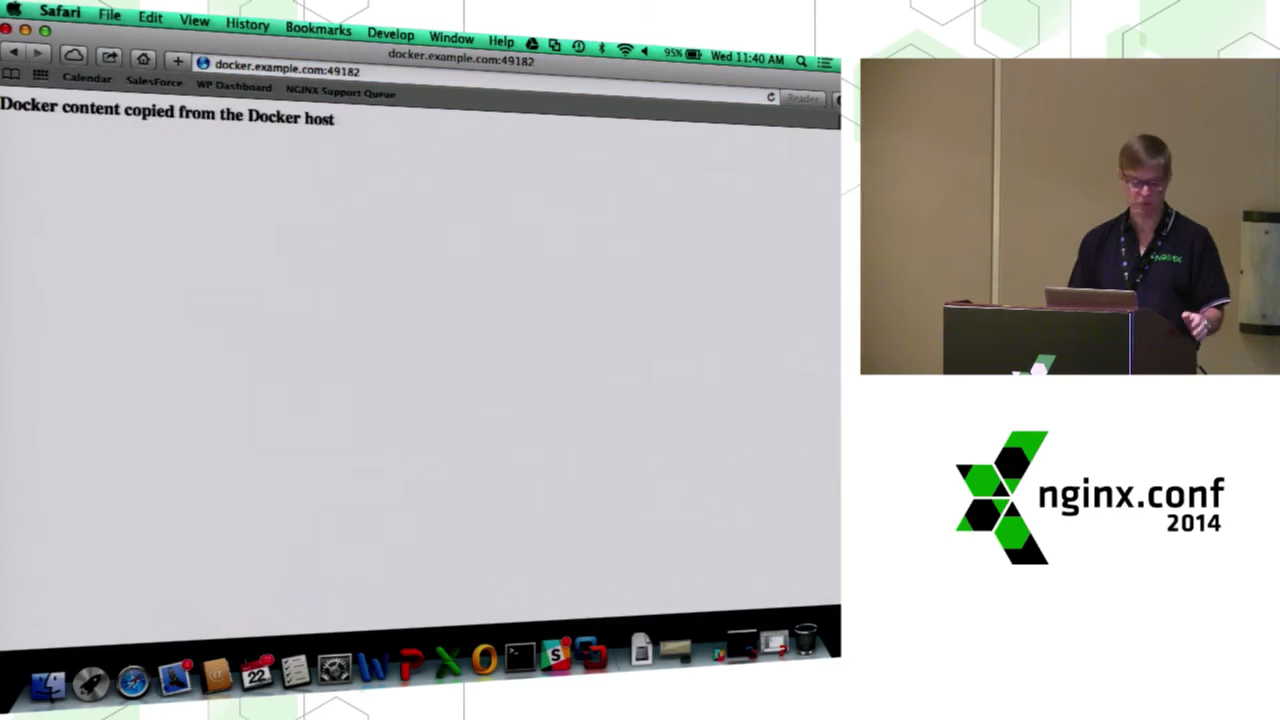 Safari File Edit View History Bookmarks Develop Window Help 95% Wed 11:40 AM
docker.example.com:49182
docker.example.com:49182
Reader
Calendar SalesForce WP Dashboard NGINX Support Queue
Docker content copied from the Docker host
NGINX
22
nginx.conf
2014